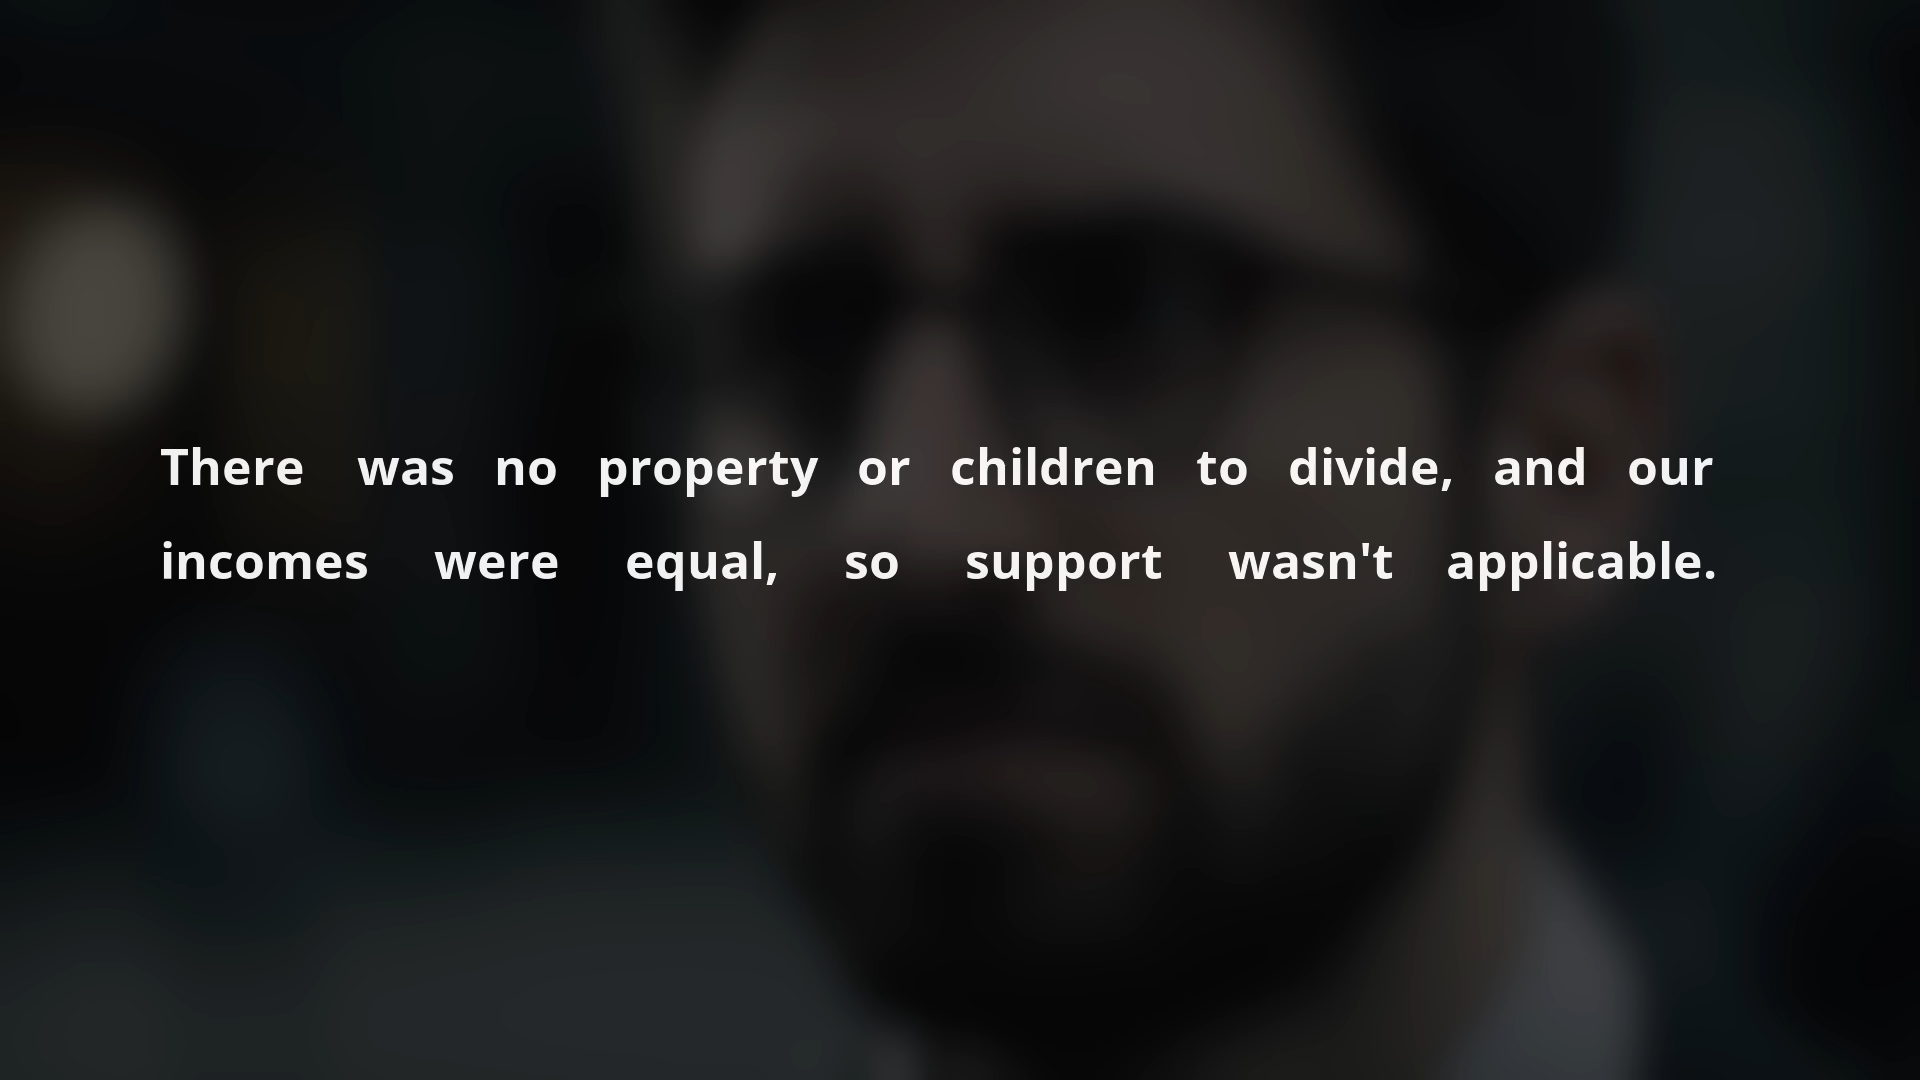 There was no property or children to divide, and our
incomes were equal, so support wasn't applicable.